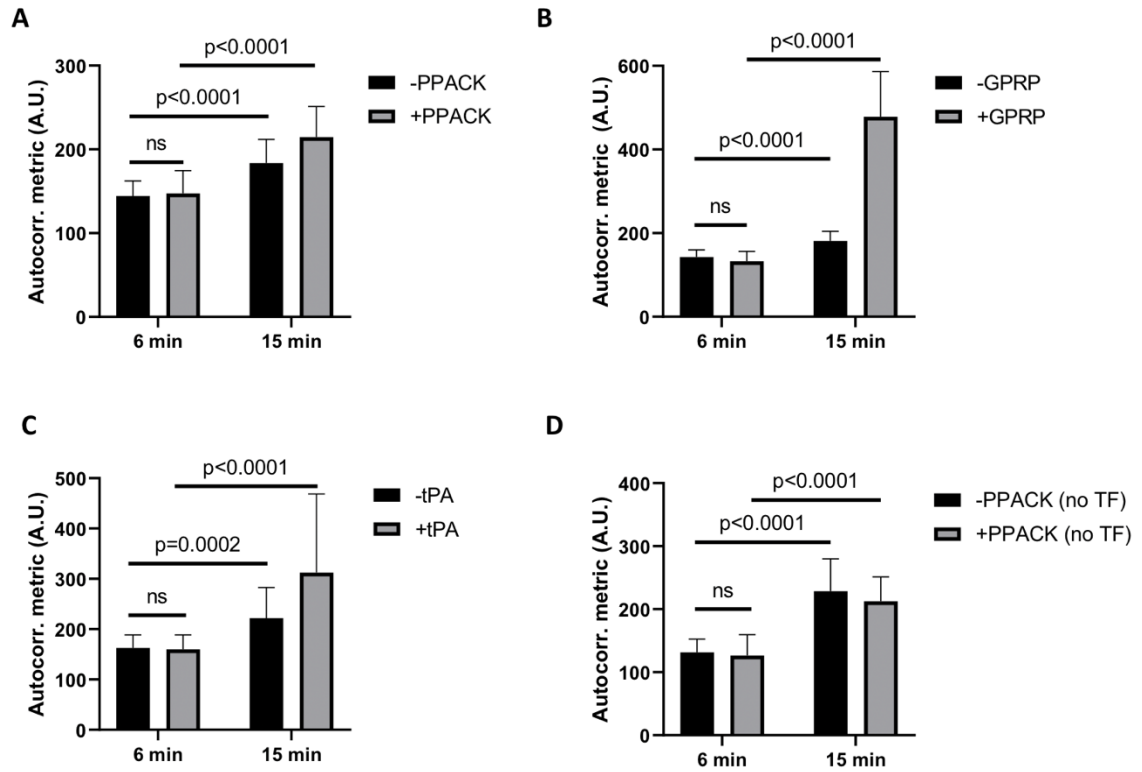 A
Autocorr. metric (A.U.)
300
200
100
0
p<0.0001
p<0.0001
ns
6 min
15 min
-PPACK
+PPACK
B
Autocorr. metric (A.U.)
600
400
200
0
p<0.0001
p<0.0001
ns
6 min
15 min
-GPRP
+GPRP
C
Autocorr. metric (A.U.)
500
400
300
200
100
0
p<0.0001
p=0.0002
ns
6 min
15 min
-tPA
+tPA
D
Autocorr. metric (A.U.)
400
300
200
100
0
p<0.0001
p<0.0001
ns
6 min
15 min
-PPACK (no TF)
+PPACK (no TF)